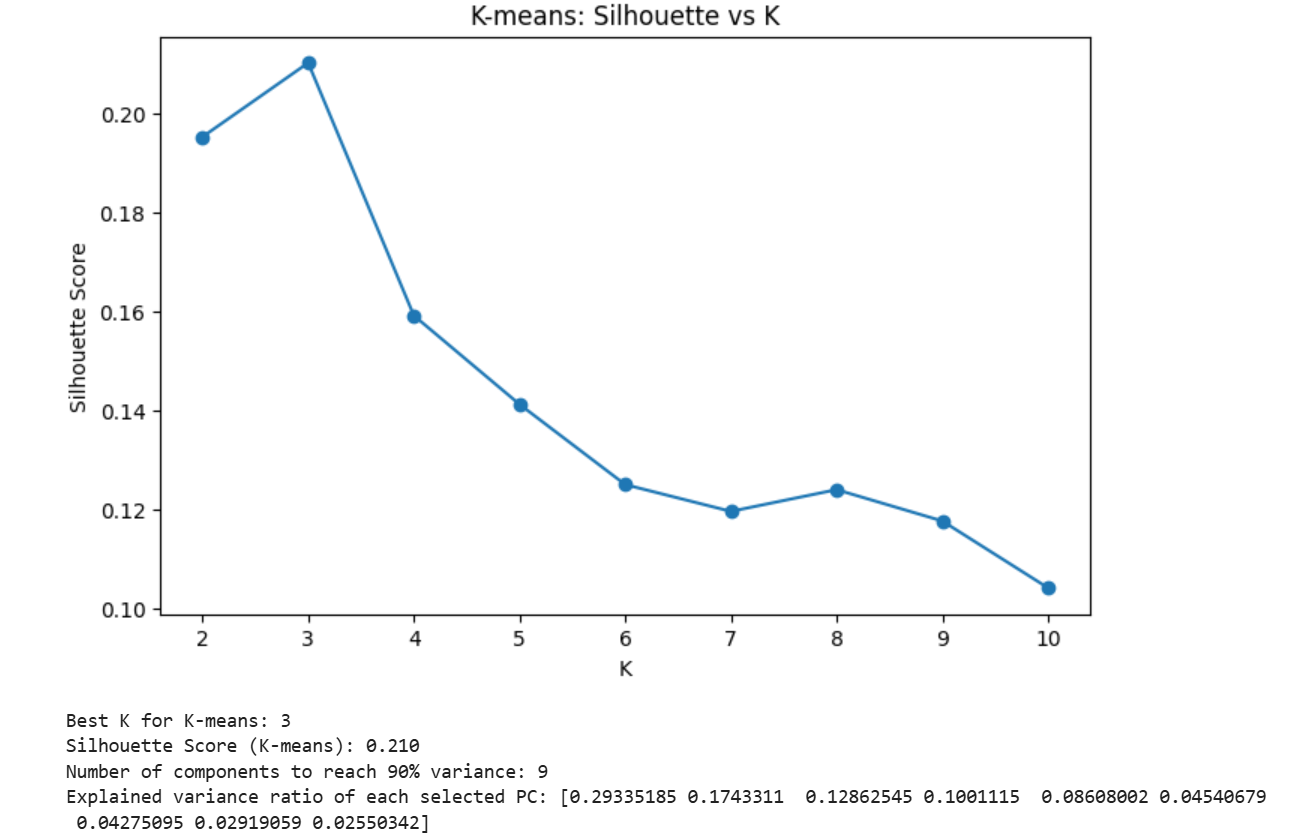 K-means: Silhouette vs K
0.20
0.18
0.16
0.14
0.12
0.10
Silhouette Score
2 3 4 5 6 7 8 9 10
K
Best K for K-means: 3
Silhouette Score (K-means): 0.210
Number of components to reach 90% variance: 9
Explained variance ratio of each selected PC: [0.29335185 0.1743311  0.12862545 0.1001115  0.08608002 0.04540679
 0.04275095 0.02919059 0.02550342]